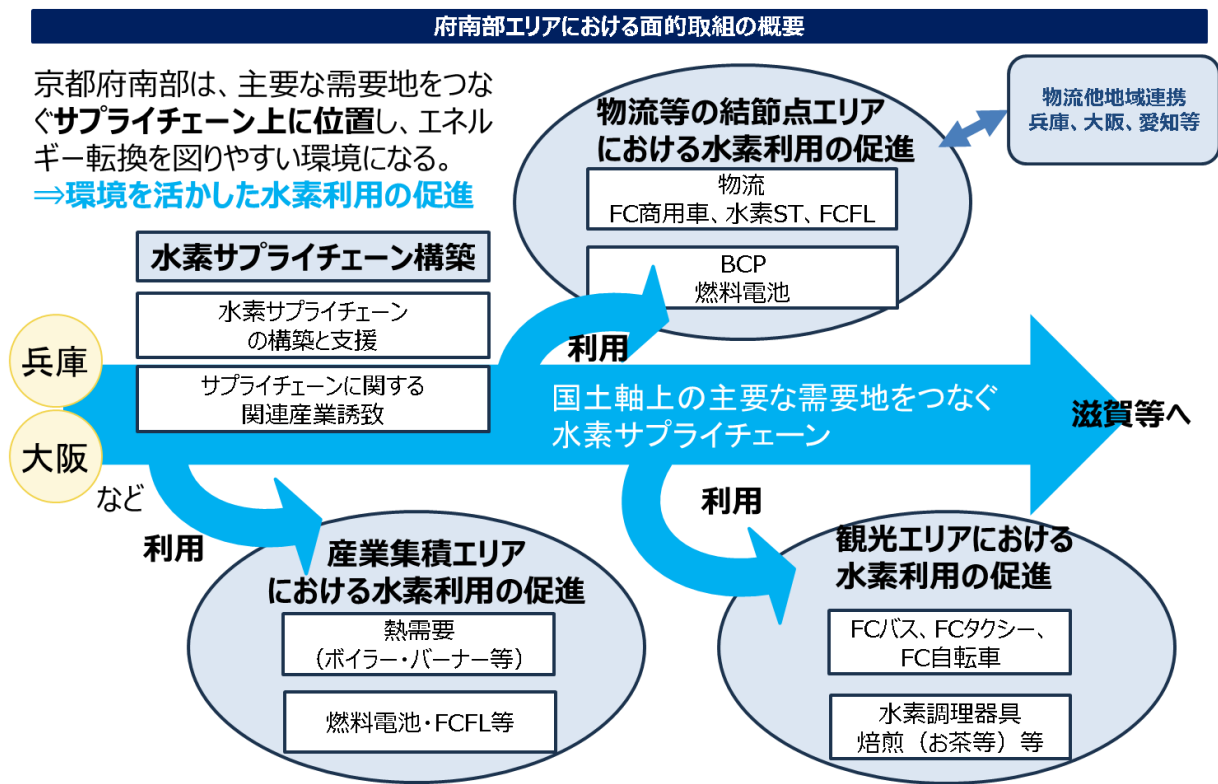 府南部エリアにおける面的取組の概要
京都府南部は、主要な需要地をつな
ぐサプライチェーン上に位置し、エネル
ギー転換を図りやすい環境になる。
⇒環境を活かした水素利用の促進
物流等の結節点エリア
における水素利用の促進
物流
FC商用車、水素ST、FCFL
BCP
燃料電池
物流他地域連携
兵庫、大阪、愛知等
水素サプライチェーン構築
水素サプライチェーン
の構築と支援
サプライチェーンに関する
関連産業誘致
兵庫
大阪
など
利用
国土軸上の主要な需要地をつなぐ
水素サプライチェーン
滋賀等へ
利用
産業集積エリア
における水素利用の促進
熱需要
(ボイラー・バーナー等)
燃料電池・FCFL等
利用
観光エリアにおける
水素利用の促進
FCバス、FCタクシー、
FC自転車
水素調理器具
焙煎（お茶等）等